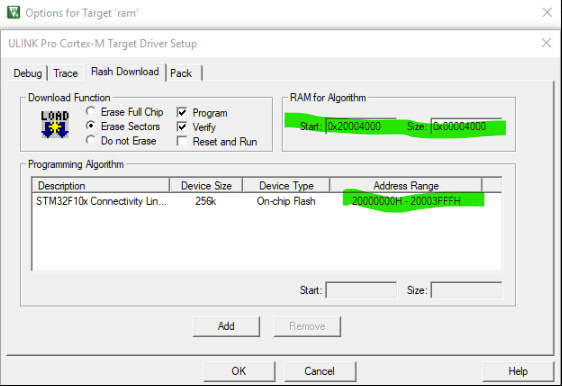 Options for Target 'ram'
ULINK Pro Cortex-M Target Driver Setup
Debug Trace Flash Download Pack
Download Function
LOAD
Erase Full Chip
Erase Sectors
Do not Erase
Program
Verify
Reset and Run
RAM for Algorithm
Start: 0x20004000 Size: 0x00004000
Programming Algorithm
Description Device Size Device Type Address Range
STM32F10x Connectivity Lin... 256k On-chip Flash 20000000H - 20003FFFH
Start: Size:
Add Remove
OK Cancel Help